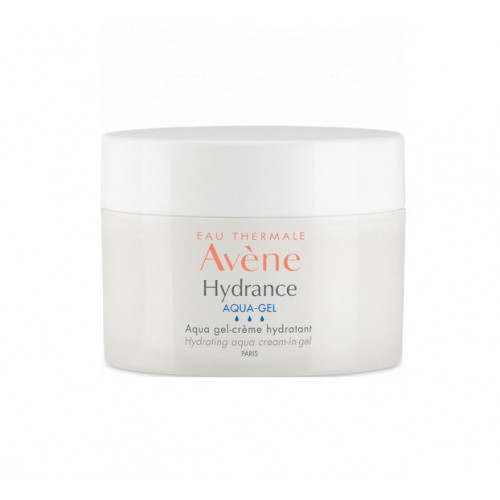 EAU THERMALE
Avène
Hydrance
AQUA-GEL
Aqua gel-crème hydratant
Hydrating aqua cream-in-gel
PARIS